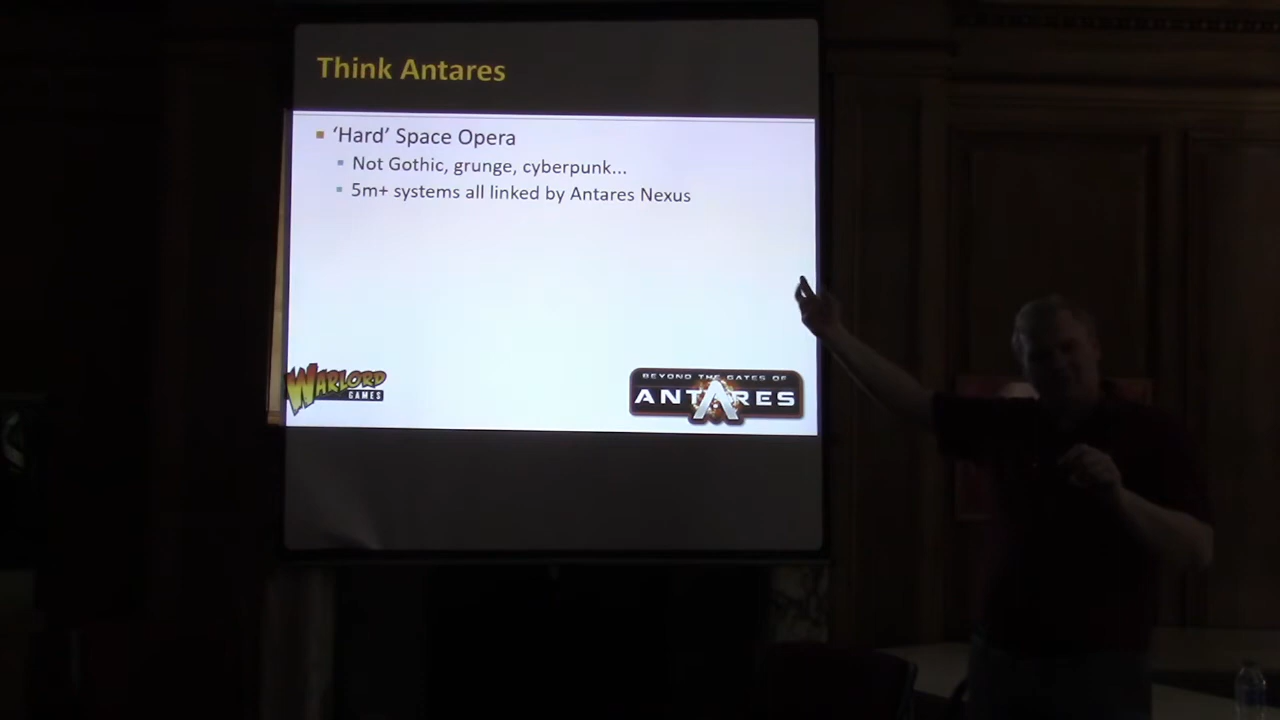 Think Antares
‘Hard’ Space Opera
Not Gothic, grunge, cyberpunk...
5m+ systems all linked by Antares Nexus
WARLORD
GAMES
BEYOND THE GATES OF
ANTARES